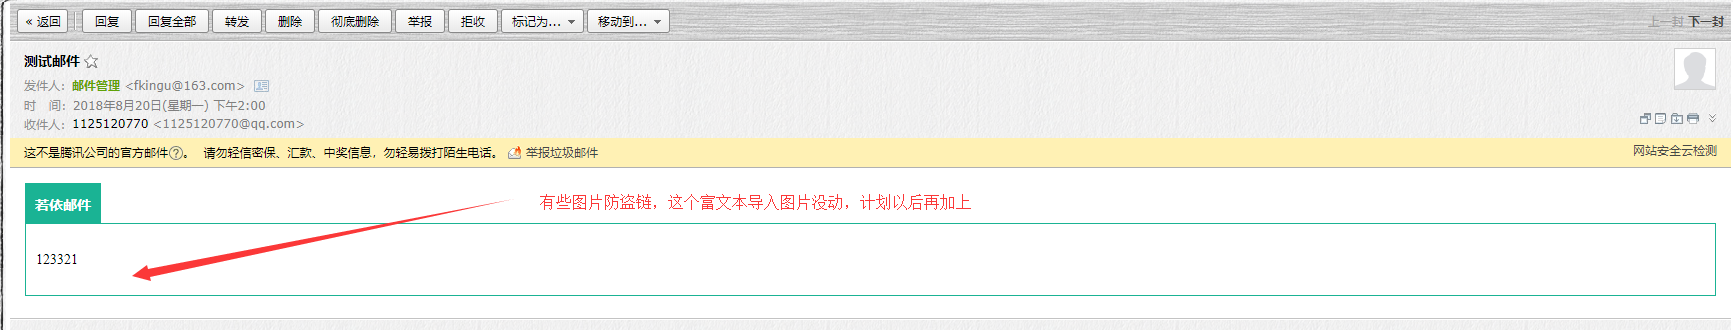 « 返回 回复 回复全部 转发 删除 彻底删除 举报 拒收 标记为... 移动到... 上一封 下一封
测试邮件
发件人：邮件管理 <fkingu@163.com>
时 间：2018年8月20日(星期一) 下午2:00
收件人：1125120770 <1125120770@qq.com>
这不是腾讯公司的官方邮件?。 请勿轻信密保、汇款、中奖信息，勿轻易拨打陌生电话。 举报垃圾邮件 网站安全云检测
若依邮件
有些图片防盗链，这个富文本导入图片没动，计划以后再加上
123321